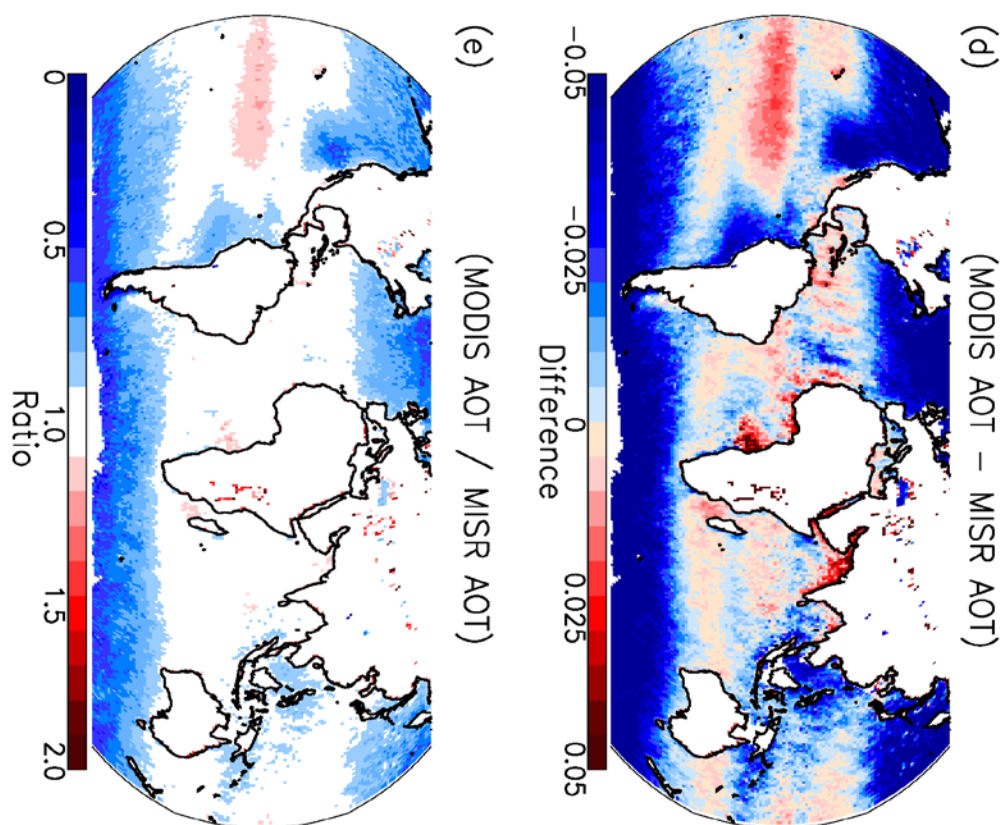 (d) (MODIS AOT − MISR AOT)
−0.05 −0.025 0 0.025 0.05
Difference
(e) (MODIS AOT / MISR AOT)
0 0.5 1.0 1.5 2.0
Ratio